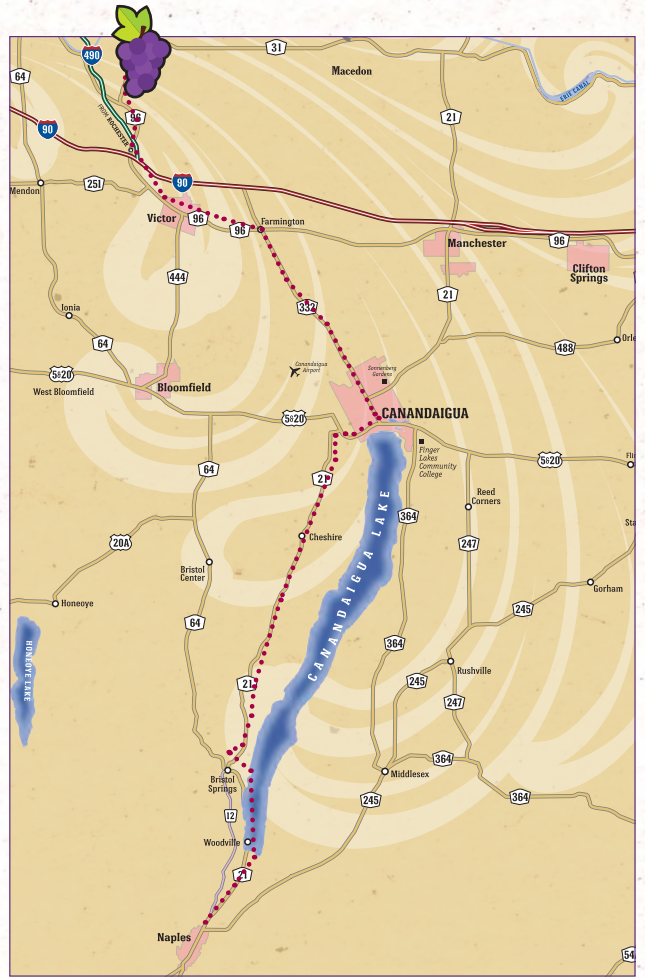 490
31
64
Macedon
ERIE CANAL
96
FROM ROCHESTER
21
90
90
Mendon
251
Victor
96
96
Farmington
Manchester
96
Clifton
Springs
444
332
21
Ionia
64
488
Orle
5&20
West Bloomfield
Bloomfield
Canandaigua
Airport
Sonnenberg
Gardens
5&20
CANANDAIGUA
Finger
Lakes
Community
College
5&20
Fli
64
21
Reed
Corners
364
Sta
20A
Cheshire
247
CANANDAIGUA LAKE
Bristol
Center
Gorham
Honeoye
245
64
HONEOYE LAKE
364
Rushville
21
245
247
364
Bristol
Springs
Middlesex
364
245
12
Woodville
21
Naples
54